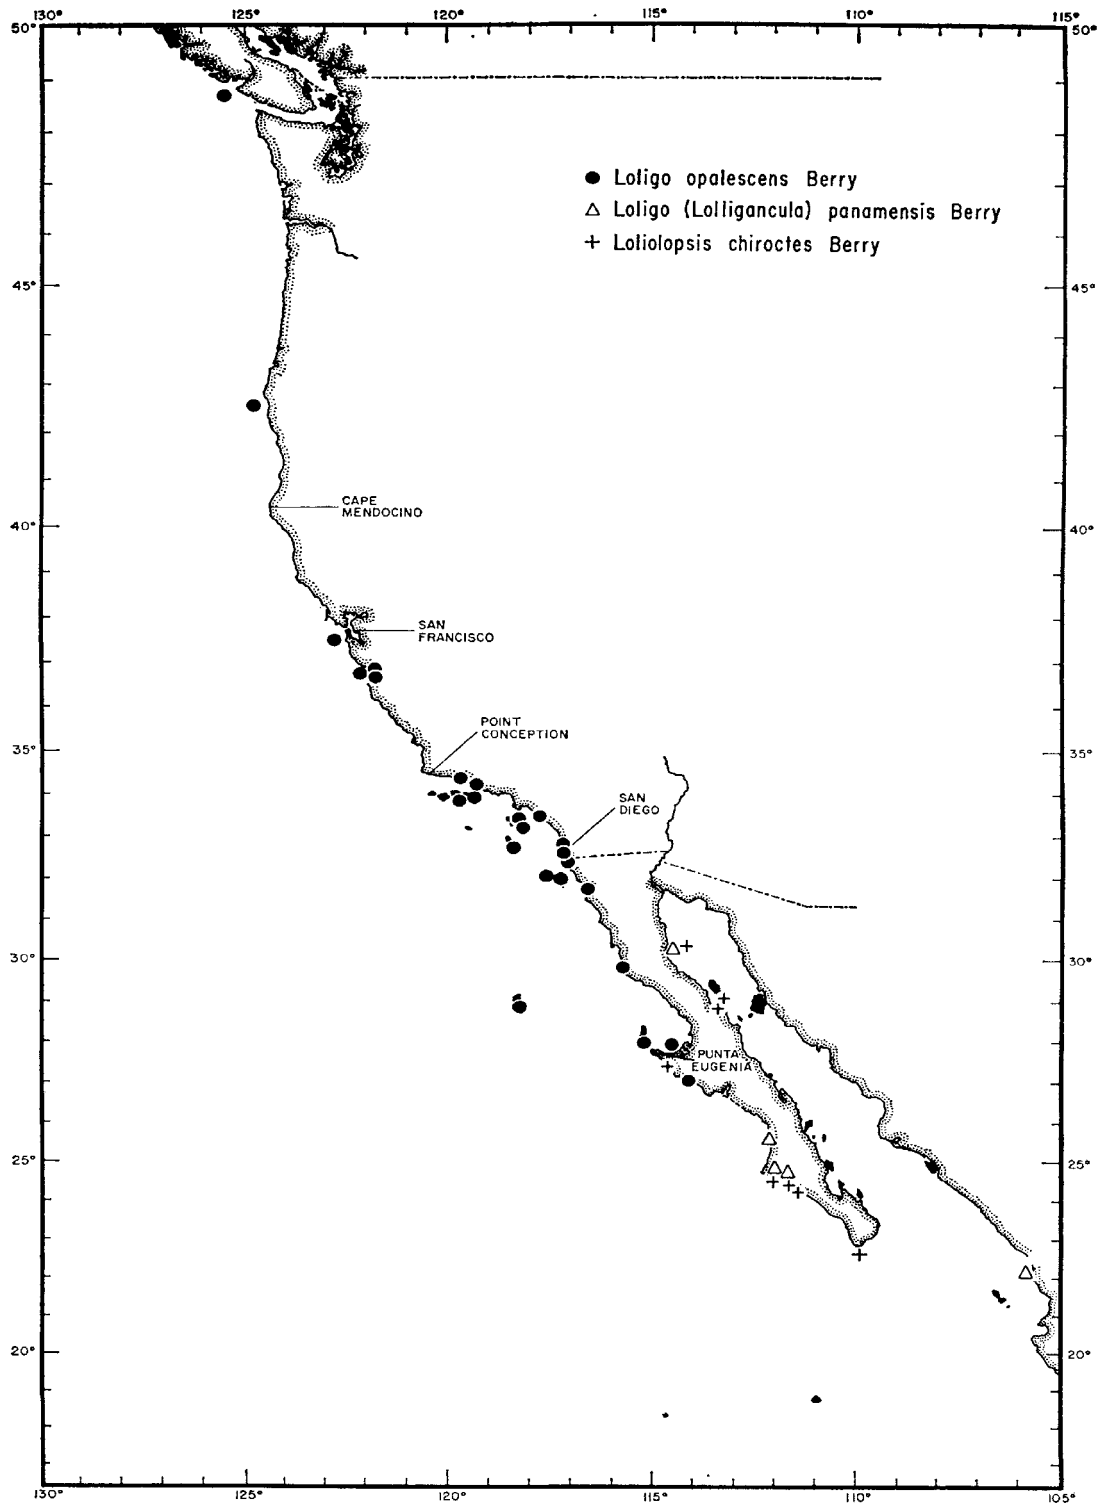 130° 125° 120° 115° 110° 115°
50° 50°
● Loligo opalescens Berry
△ Loligo (Lolligancula) panamensis Berry
+ Loliolopsis chiroctes Berry
45° 45°
CAPE
MENDOCINO
40° 40°
SAN
FRANCISCO
POINT
CONCEPTION
35° 35°
SAN
DIEGO
30° 30°
PUNTA
EUGENIA
25° 25°
20° 20°
130° 125° 120° 115° 110° 105°